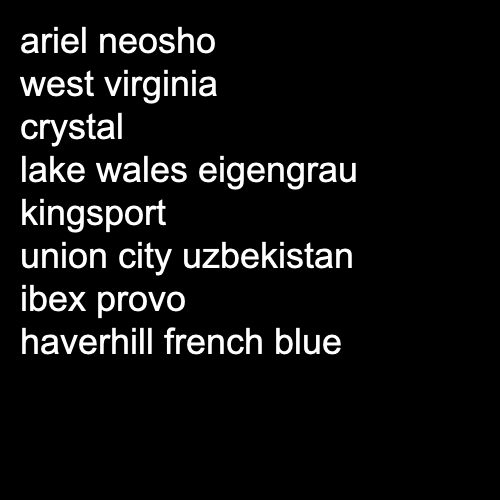 ariel neosho
west virginia
crystal
lake wales eigengrau
kingsport
union city uzbekistan
ibex provo
haverhill french blue